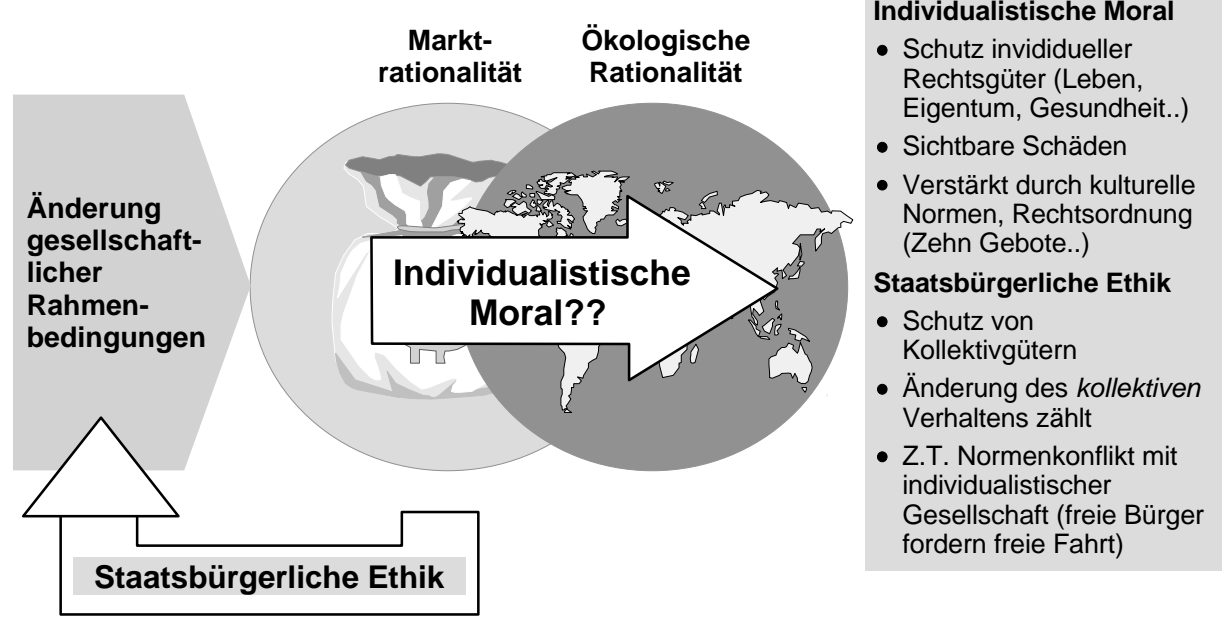 Markt-
rationalität
Ökologische
Rationalität
Änderung
gesellschaft-
licher
Rahmen-
bedingungen
Individualistische
Moral??
Staatsbürgerliche Ethik
Individualistische Moral
• Schutz invididueller
Rechtsgüter (Leben,
Eigentum, Gesundheit..)
• Sichtbare Schäden
• Verstärkt durch kulturelle
Normen, Rechtsordnung
(Zehn Gebote..)
Staatsbürgerliche Ethik
• Schutz von
Kollektivgütern
• Änderung des kollektiven
Verhaltens zählt
• Z.T. Normenkonflikt mit
individualistischer
Gesellschaft (freie Bürger
fordern freie Fahrt)